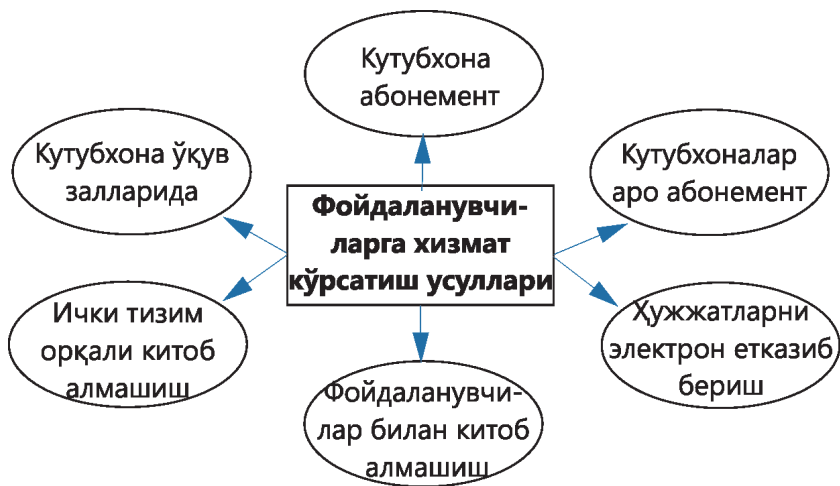 Кутубхона
абонемент
Кутубхона ўқув
залларида
Кутубхоналар
аро абонемент
Фойдаланувчи-
ларга хизмат
кўрсатиш усуллари
Ички тизим
орқали китоб
алмашиш
Ҳужжатларни
электрон етказиб
бериш
Фойдаланувчи-
лар билан китоб
алмашиш